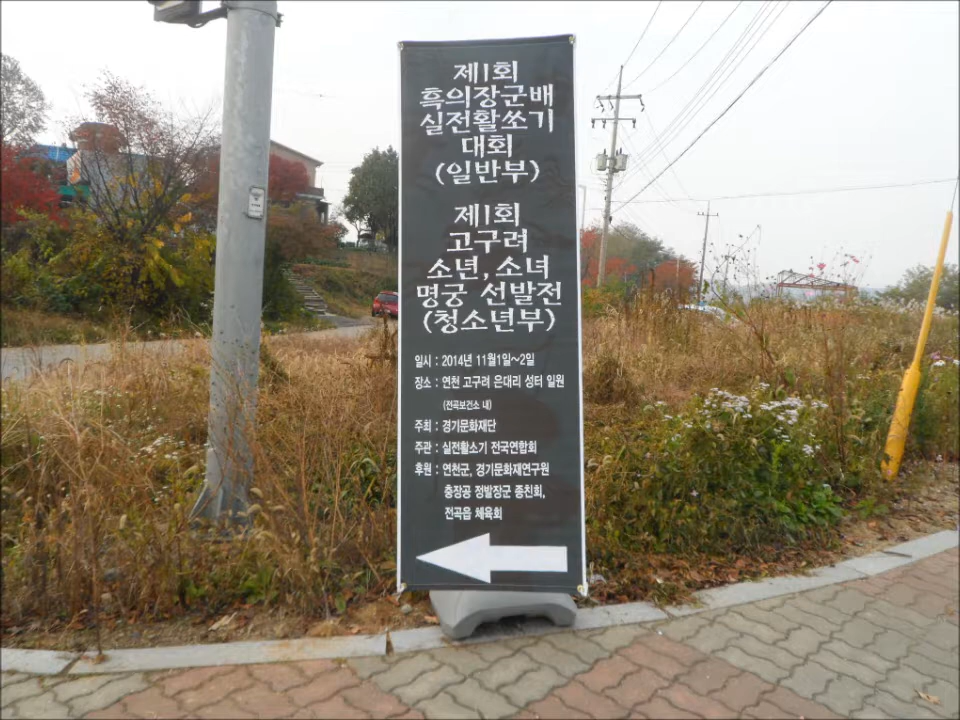 제1회
흑의장군배
실전활쏘기
대회
(일반부)
제1회
고구려
소년, 소녀
명궁 선발전
(청소년부)
일시 : 2014년 11월1일~2일
장소 : 연천 고구려 은대리 성터 일원
(전곡보건소 내)
주최 : 경기문화재단
주관 : 실전활쏘기 전국연합회
후원 : 연천군, 경기문화재연구원
충장공 정발장군 종친회,
전곡읍 체육회